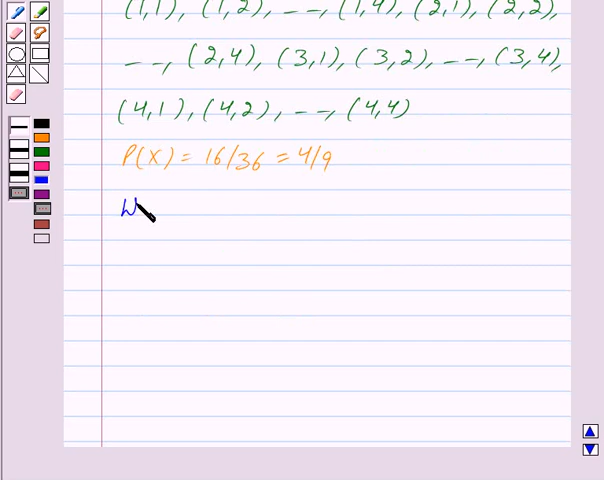 (1,1), (1,2), - - -, (1,4), (2,1), (2,2),
- - -, (2,4), (3,1), (3,2), - - -, (3,4),
(4,1), (4,2), - - -, (4,4)
P(X) = 16/36 = 4/9